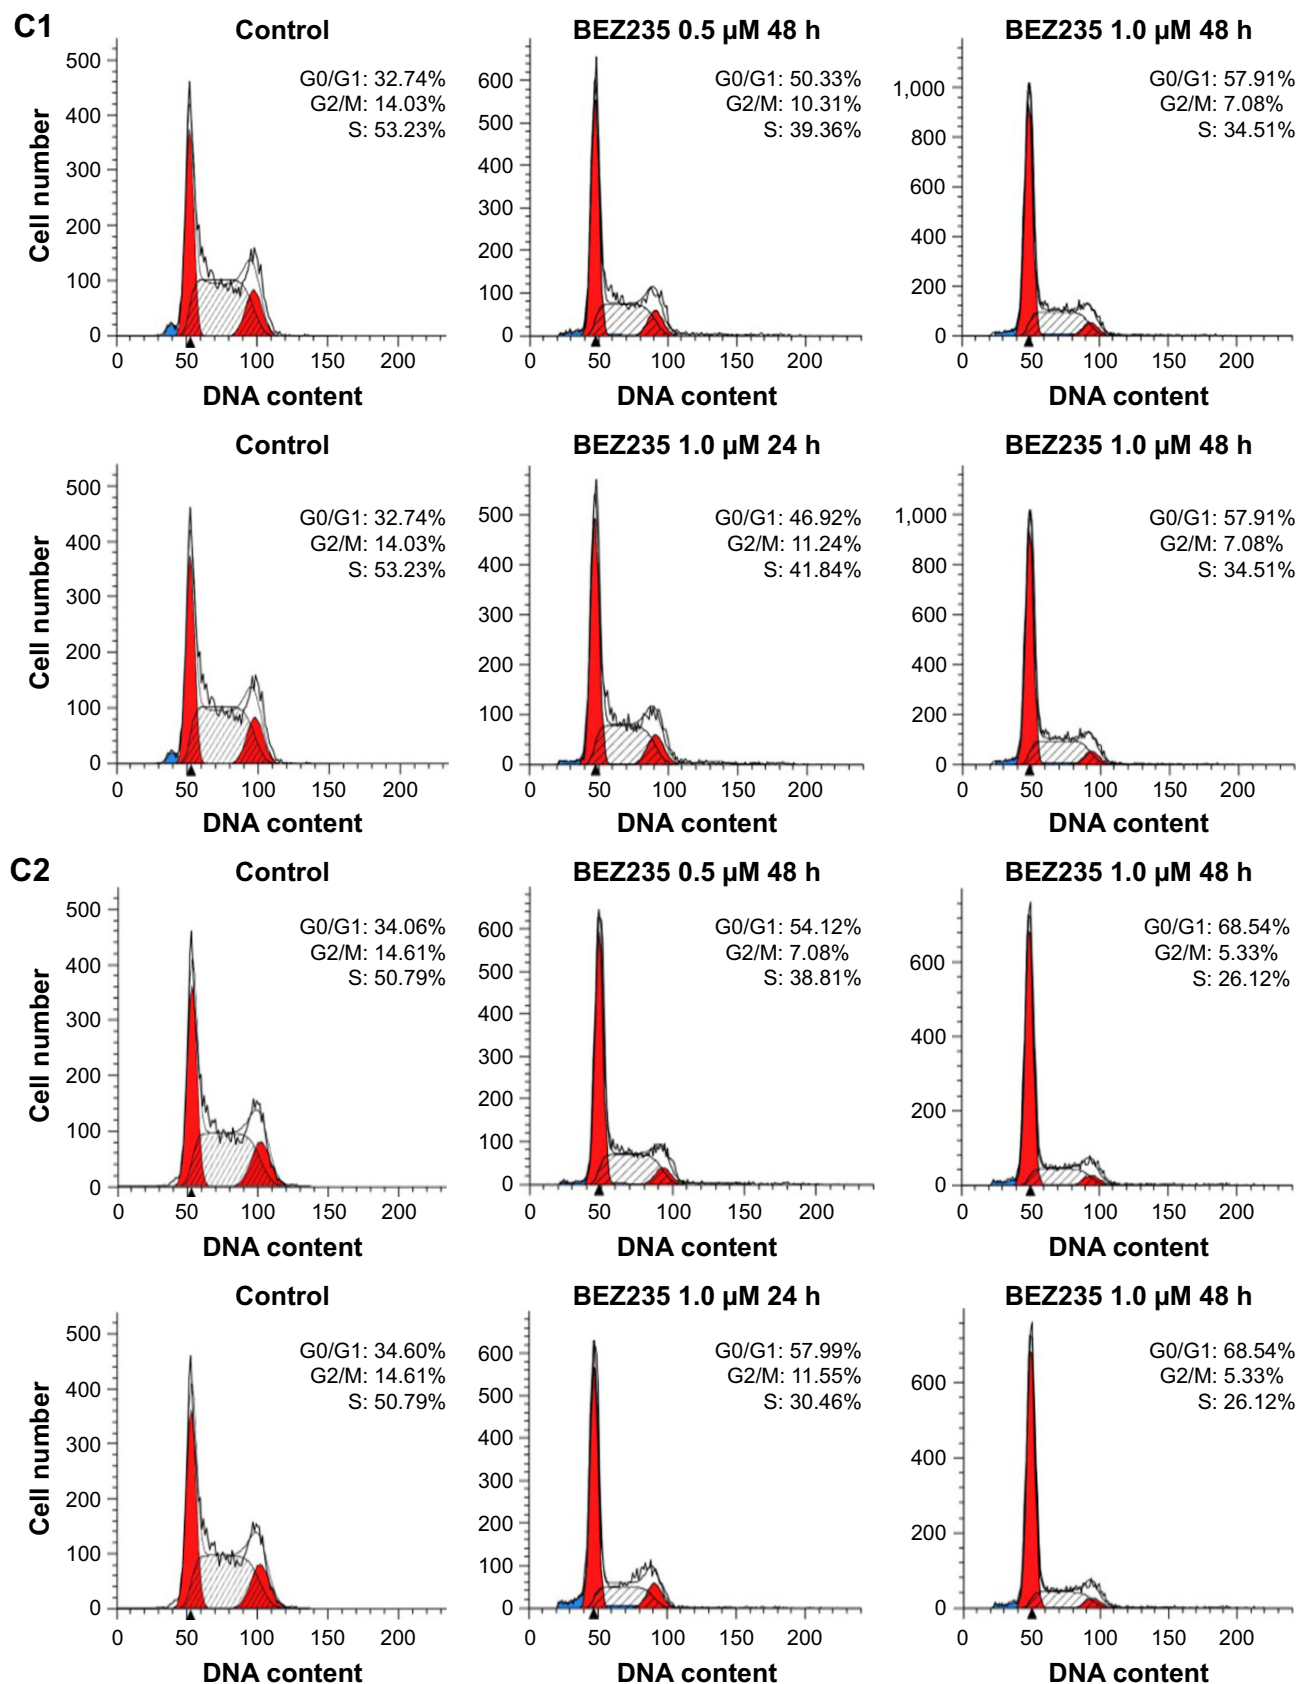 C1
Control
BEZ235 0.5 µM 48 h
BEZ235 1.0 µM 48 h
Cell number
500
400
300
200
100
0
G0/G1: 32.74%
G2/M: 14.03%
S: 53.23%
0 50 100 150 200
DNA content
600
500
400
300
200
100
0
G0/G1: 50.33%
G2/M: 10.31%
S: 39.36%
0 50 100 150 200
DNA content
1,000
800
600
400
200
0
G0/G1: 57.91%
G2/M: 7.08%
S: 34.51%
0 50 100 150 200
DNA content
Control
BEZ235 1.0 µM 24 h
BEZ235 1.0 µM 48 h
Cell number
500
400
300
200
100
0
G0/G1: 32.74%
G2/M: 14.03%
S: 53.23%
0 50 100 150 200
DNA content
500
400
300
200
100
0
G0/G1: 46.92%
G2/M: 11.24%
S: 41.84%
0 50 100 150 200
DNA content
1,000
800
600
400
200
0
G0/G1: 57.91%
G2/M: 7.08%
S: 34.51%
0 50 100 150 200
DNA content
C2
Control
BEZ235 0.5 µM 48 h
BEZ235 1.0 µM 48 h
Cell number
500
400
300
200
100
0
G0/G1: 34.06%
G2/M: 14.61%
S: 50.79%
0 50 100 150 200
DNA content
600
500
400
300
200
100
0
G0/G1: 54.12%
G2/M: 7.08%
S: 38.81%
0 50 100 150 200
DNA content
600
400
200
0
G0/G1: 68.54%
G2/M: 5.33%
S: 26.12%
0 50 100 150 200
DNA content
Control
BEZ235 1.0 µM 24 h
BEZ235 1.0 µM 48 h
Cell number
500
400
300
200
100
0
G0/G1: 34.60%
G2/M: 14.61%
S: 50.79%
0 50 100 150 200
DNA content
600
500
400
300
200
100
0
G0/G1: 57.99%
G2/M: 11.55%
S: 30.46%
0 50 100 150 200
DNA content
600
400
200
0
G0/G1: 68.54%
G2/M: 5.33%
S: 26.12%
0 50 100 150 200
DNA content